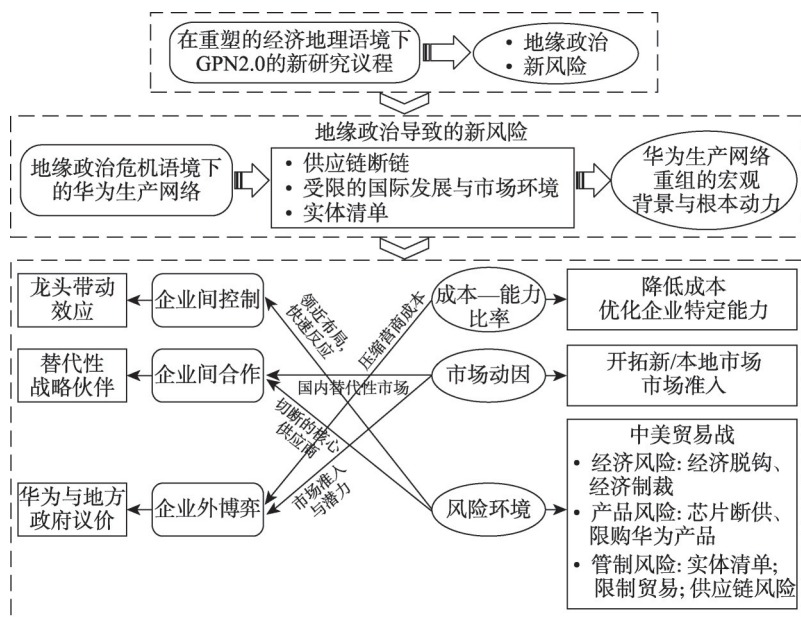 在重塑的经济地理语境下
GPN2.0的新研究议程
• 地缘政治
• 新风险
地缘政治导致的新风险
地缘政治危机语境下
的华为生产网络
• 供应链断链
• 受限的国际发展与市场环境
• 实体清单
华为生产网络
重组的宏观
背景与根本动力
龙头带动
效应
企业间控制
领近布局,
快速反应
压缩营商成本
成本—能力
比率
降低成本
优化企业特定能力
替代性
战略伙伴
企业间合作
国内替代性市场
市场动因
开拓新/本地市场
市场准入
切断的核心
供应商
市场准入
与潜力
华为与地方
政府议价
企业外博弈
风险环境
中美贸易战
• 经济风险: 经济脱钩、
经济制裁
• 产品风险: 芯片断供、
限购华为产品
• 管制风险: 实体清单;
限制贸易; 供应链风险